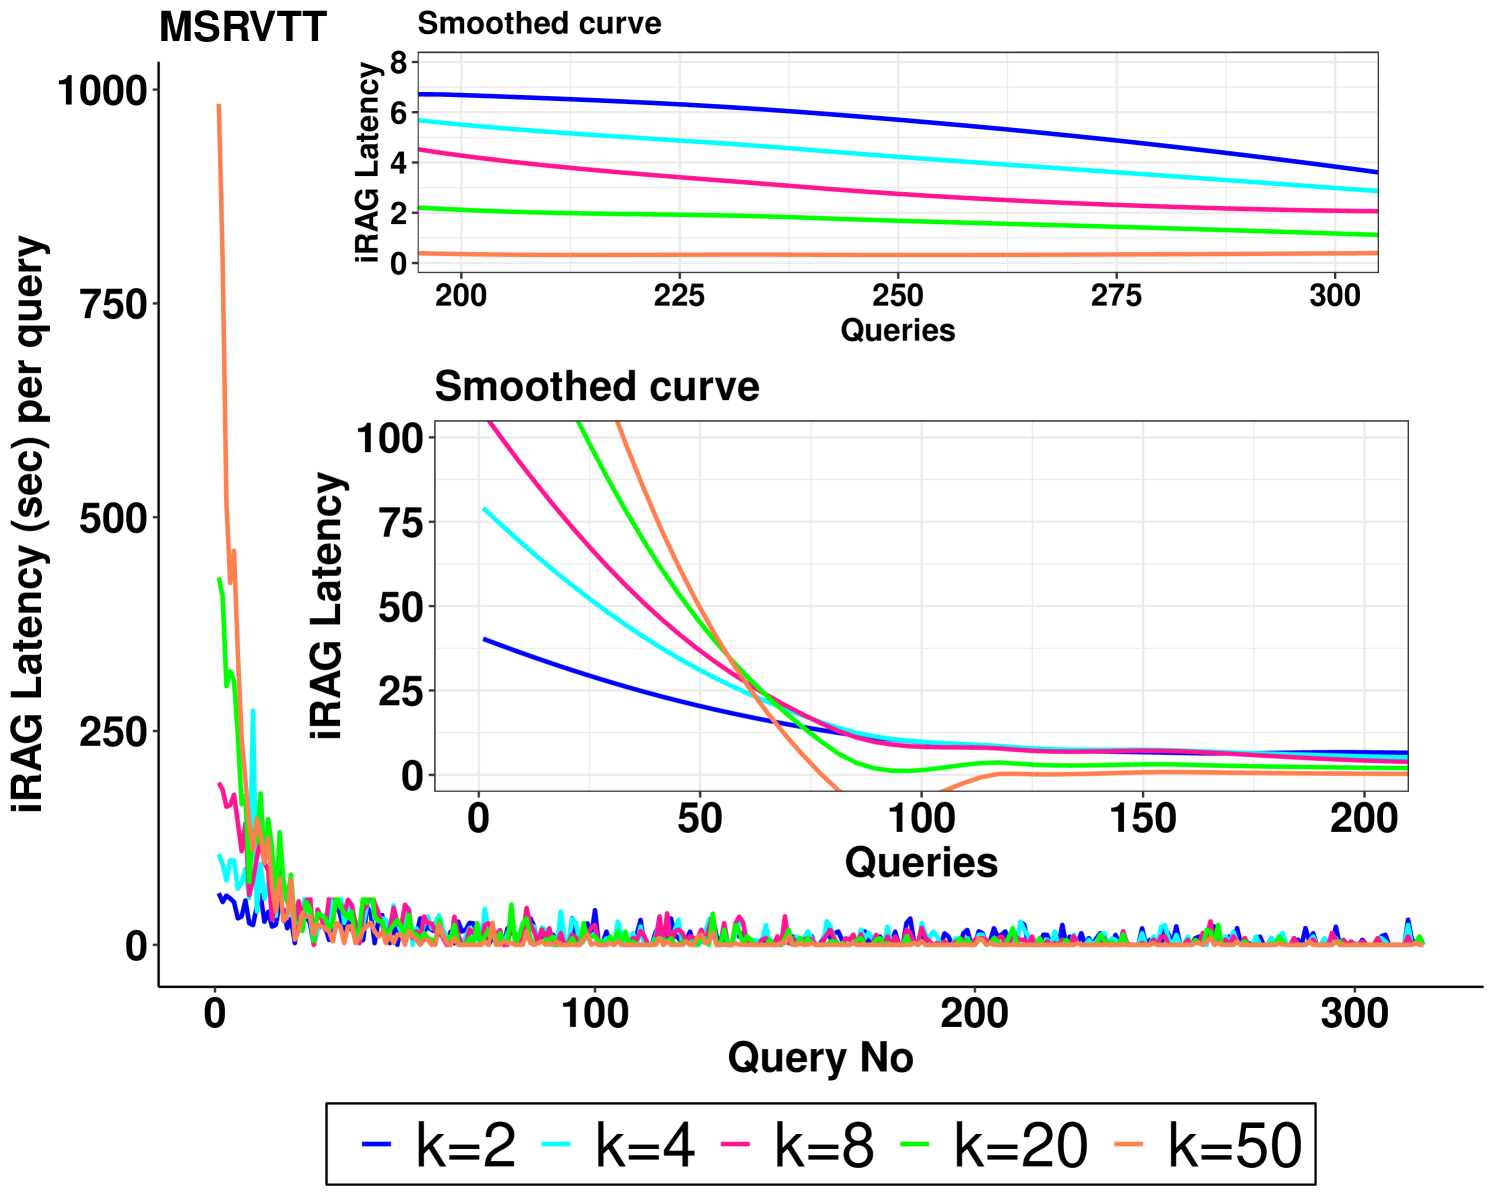 MSRVTT
Smoothed curve
iRAG Latency
8
6
4
2
0
200 225 250 275 300
Queries
Smoothed curve
iRAG Latency
100
75
50
25
0
0 50 100 150 200
Queries
iRAG Latency (sec) per query
1000
750
500
250
0
0 100 200 300
Query No
k=2 k=4 k=8 k=20 k=50